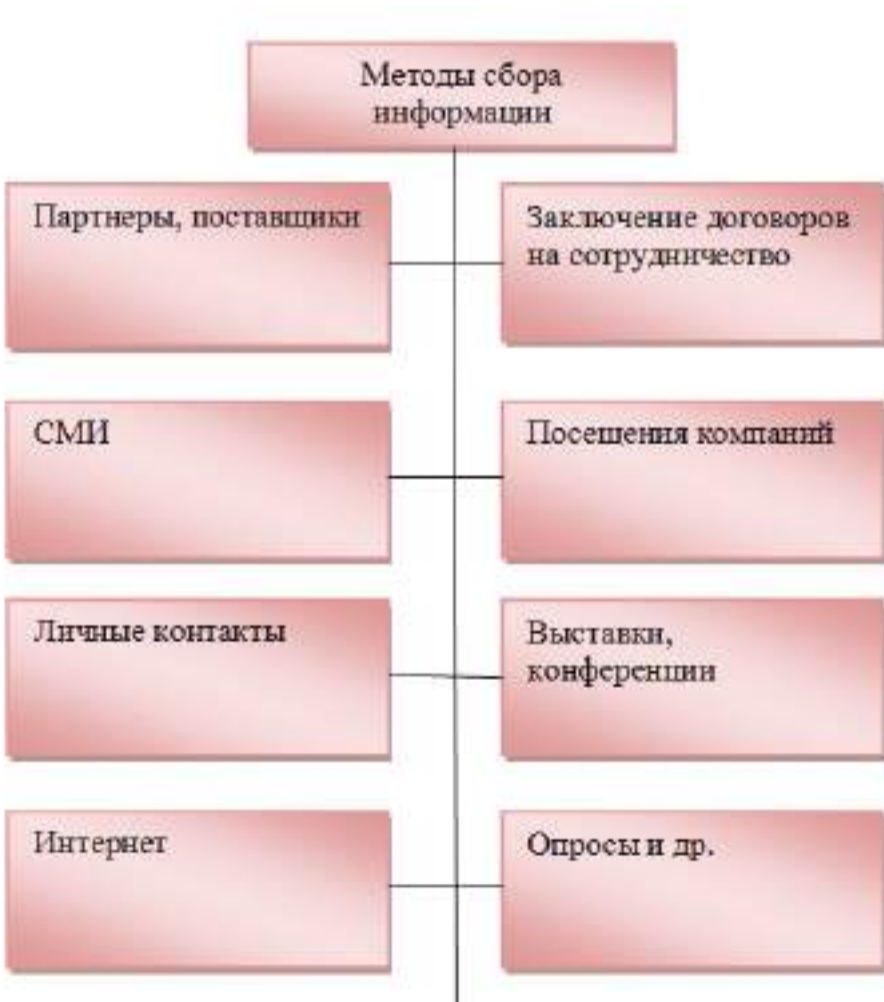 Методы сбора
информации
Партнеры, поставщики
Заключение договоров
на сотрудничество
СМИ
Посещения компаний
Личные контакты
Выставки,
конференции
Интернет
Опросы и др.